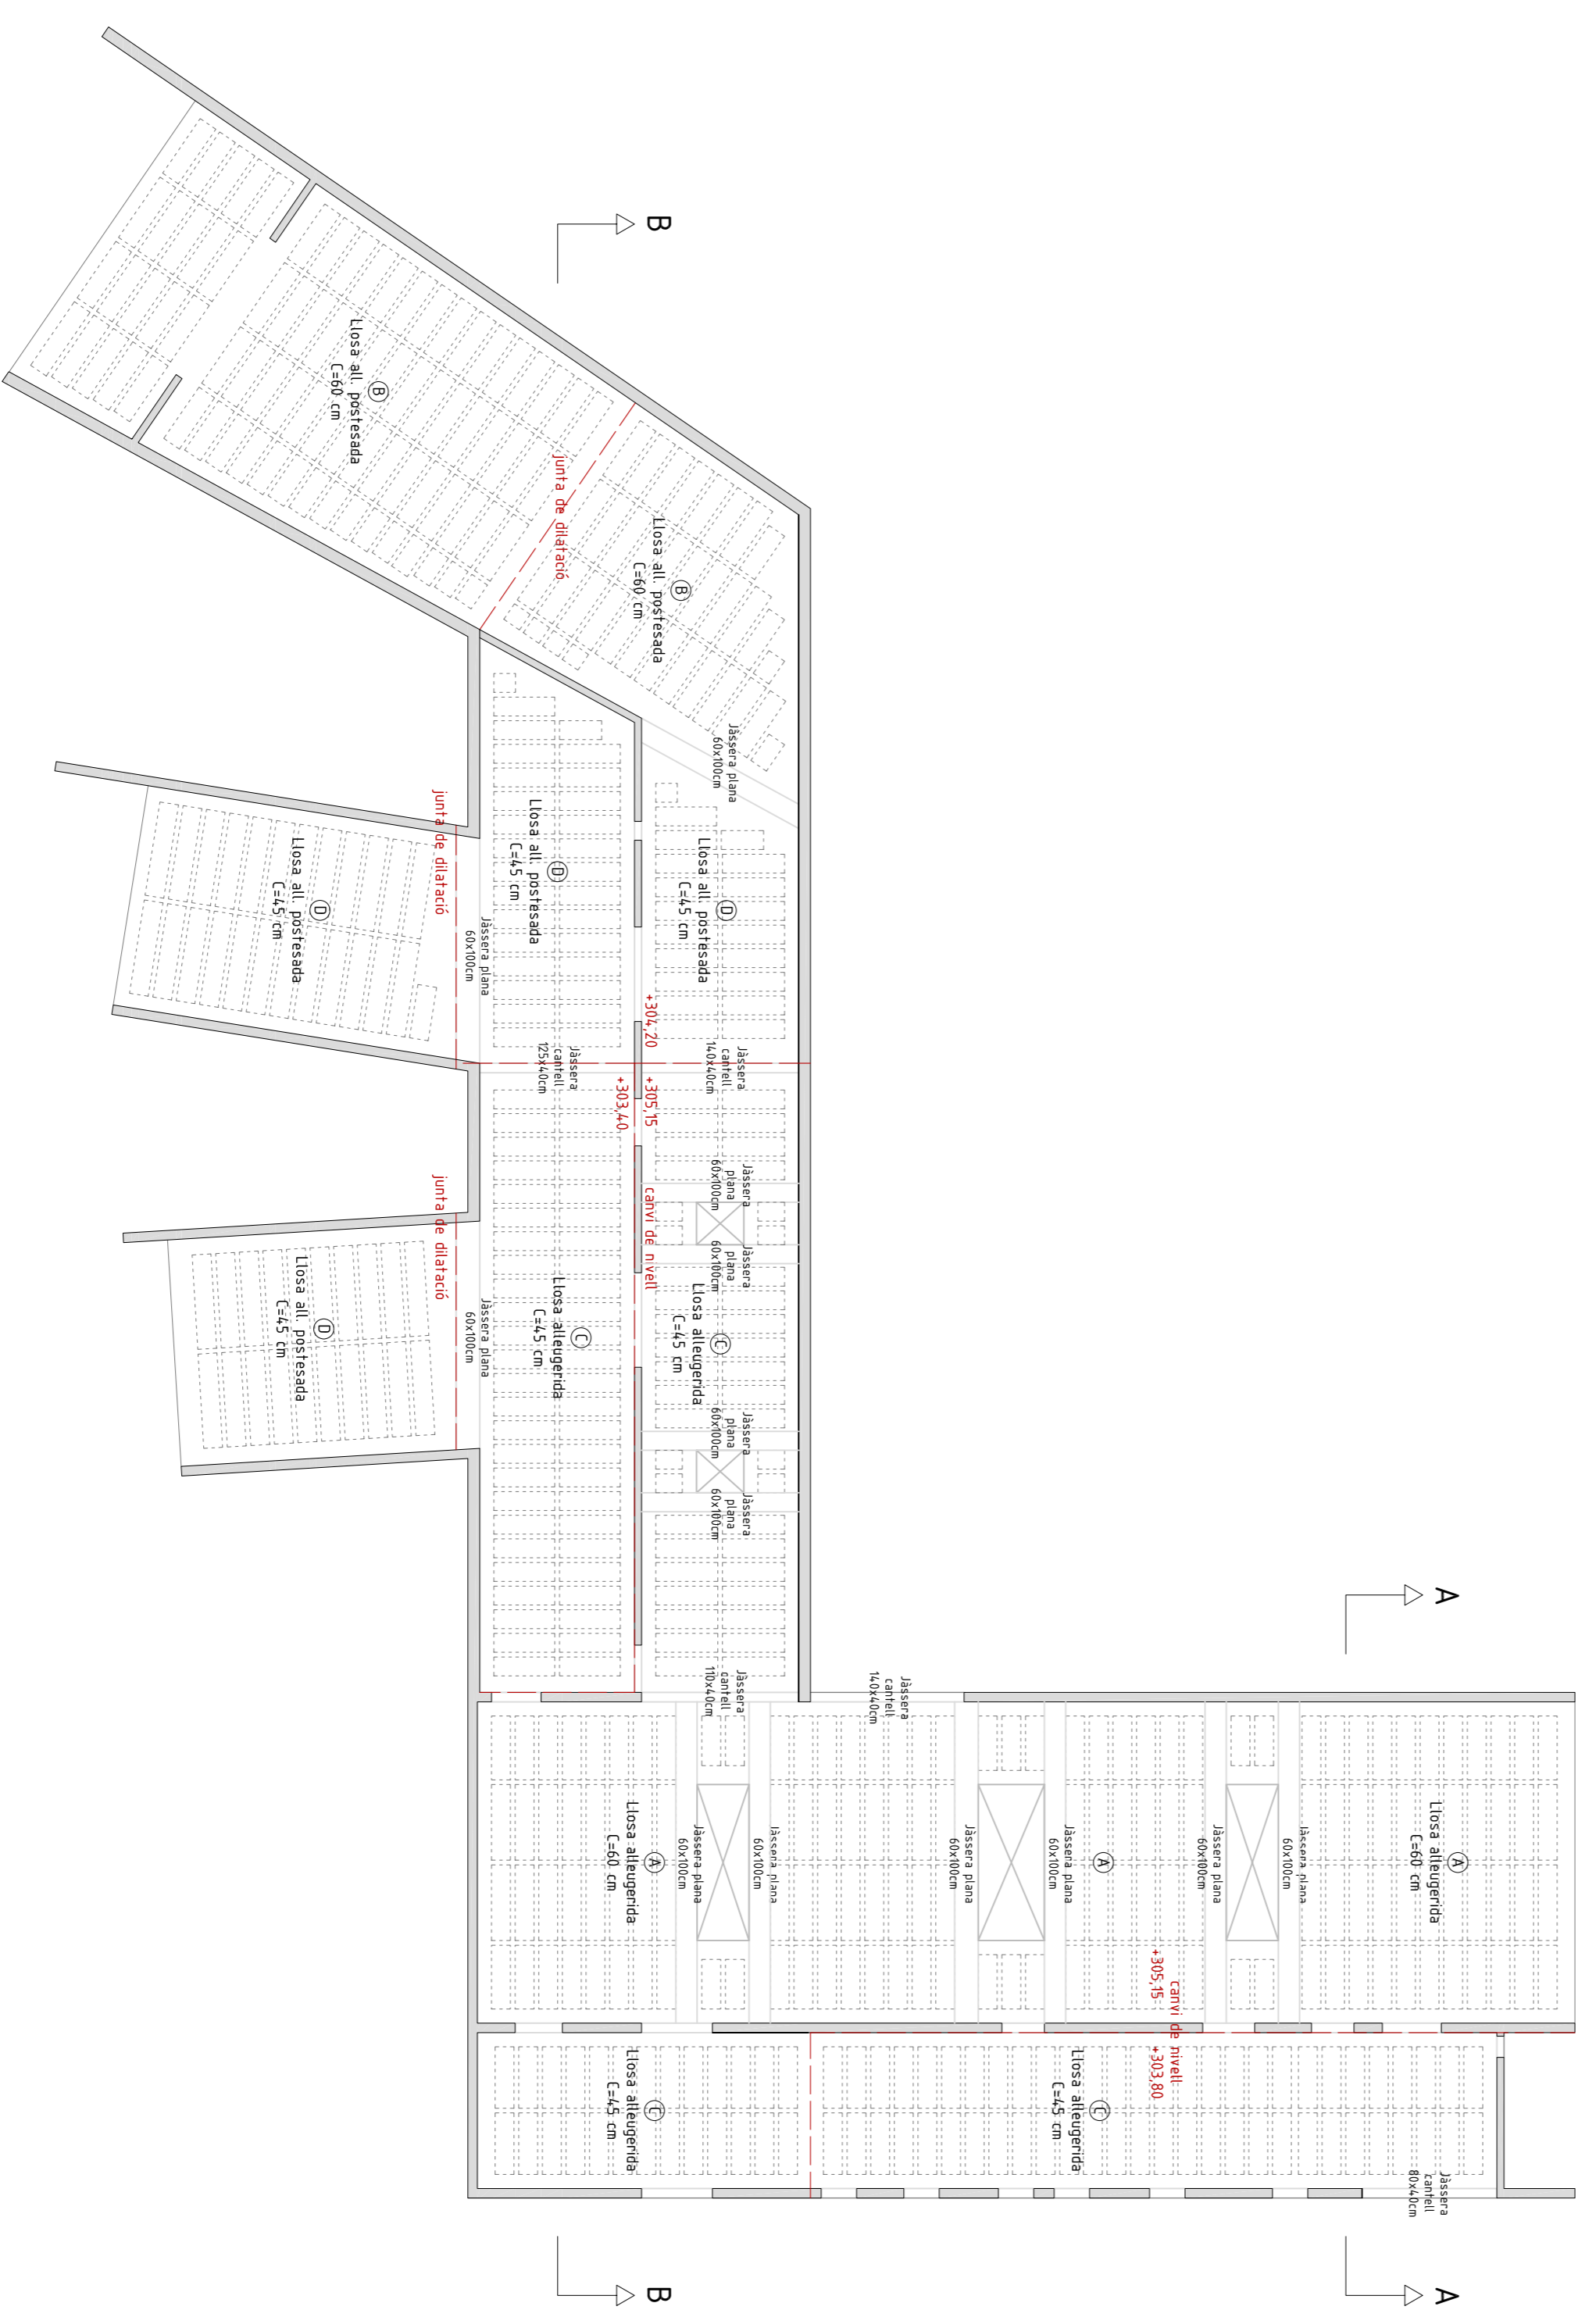 A
A
A
Llosa alleugerida
C=60 cm
Jàssera
cantell
80x40cm
Jàssera plana
60x100cm
Jàssera plana
60x100cm
canvi de nivell
+305,15
+303,80
A
C
Llosa alleugerida
C=45 cm
Jàssera plana
60x100cm
Jàssera plana
60x100cm
Jàssera
cantell
140x40cm
Jàssera plana
60x100cm
Jàssera
cantell
110x40cm
Jàssera plana
60x100cm
A
Llosa alleugerida
C=60 cm
C
Llosa alleugerida
C=45 cm
B
B
Jàssera plana
60x100cm
D
Llosa all. postesada
C=45 cm
Jàssera
cantell
140x40cm
Jàssera
plana
60x100cm
Jàssera
plana
60x100cm
C
Llosa alleugerida
C=45 cm
Jàssera
plana
60x100cm
Jàssera
plana
60x100cm
B
Llosa all. postesada
C=60 cm
+304,20
+305,15
canvi de nivell
+303,40
junta de dilatació
D
Llosa all. postesada
C=45 cm
Jàssera
cantell
125x40cm
C
Llosa alleugerida
C=45 cm
Jàssera plana
60x100cm
Jàssera plana
60x100cm
junta de dilatació
junta de dilatació
B
Llosa all. postesada
C=60 cm
D
Llosa all. postesada
C=45 cm
D
Llosa all. postesada
C=45 cm